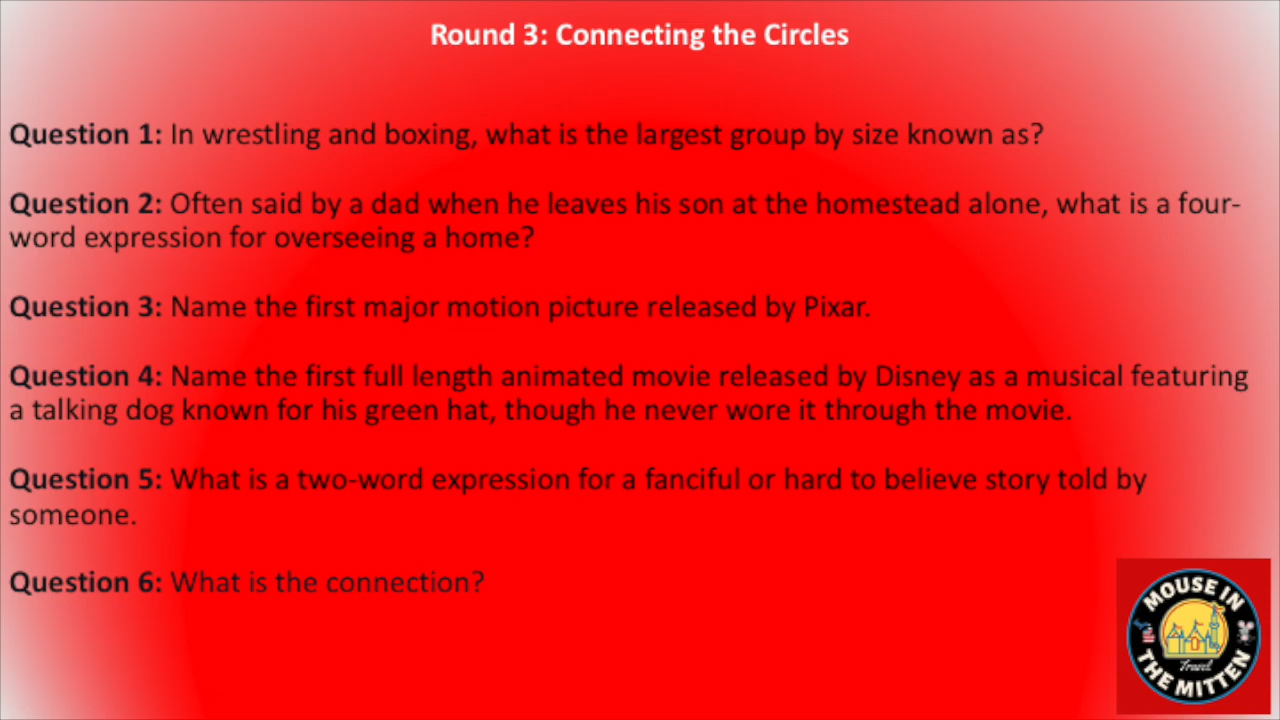 Round 3: Connecting the Circles
Question 1: In wrestling and boxing, what is the largest group by size known as?
Question 2: Often said by a dad when he leaves his son at the homestead alone, what is a four-
word expression for overseeing a home?
Question 3: Name the first major motion picture released by Pixar.
Question 4: Name the first full length animated movie released by Disney as a musical featuring
a talking dog known for his green hat, though he never wore it through the movie.
Question 5: What is a two-word expression for a fanciful or hard to believe story told by
someone.
Question 6: What is the connection?
MOUSE IN
Travel
THE MITTEN